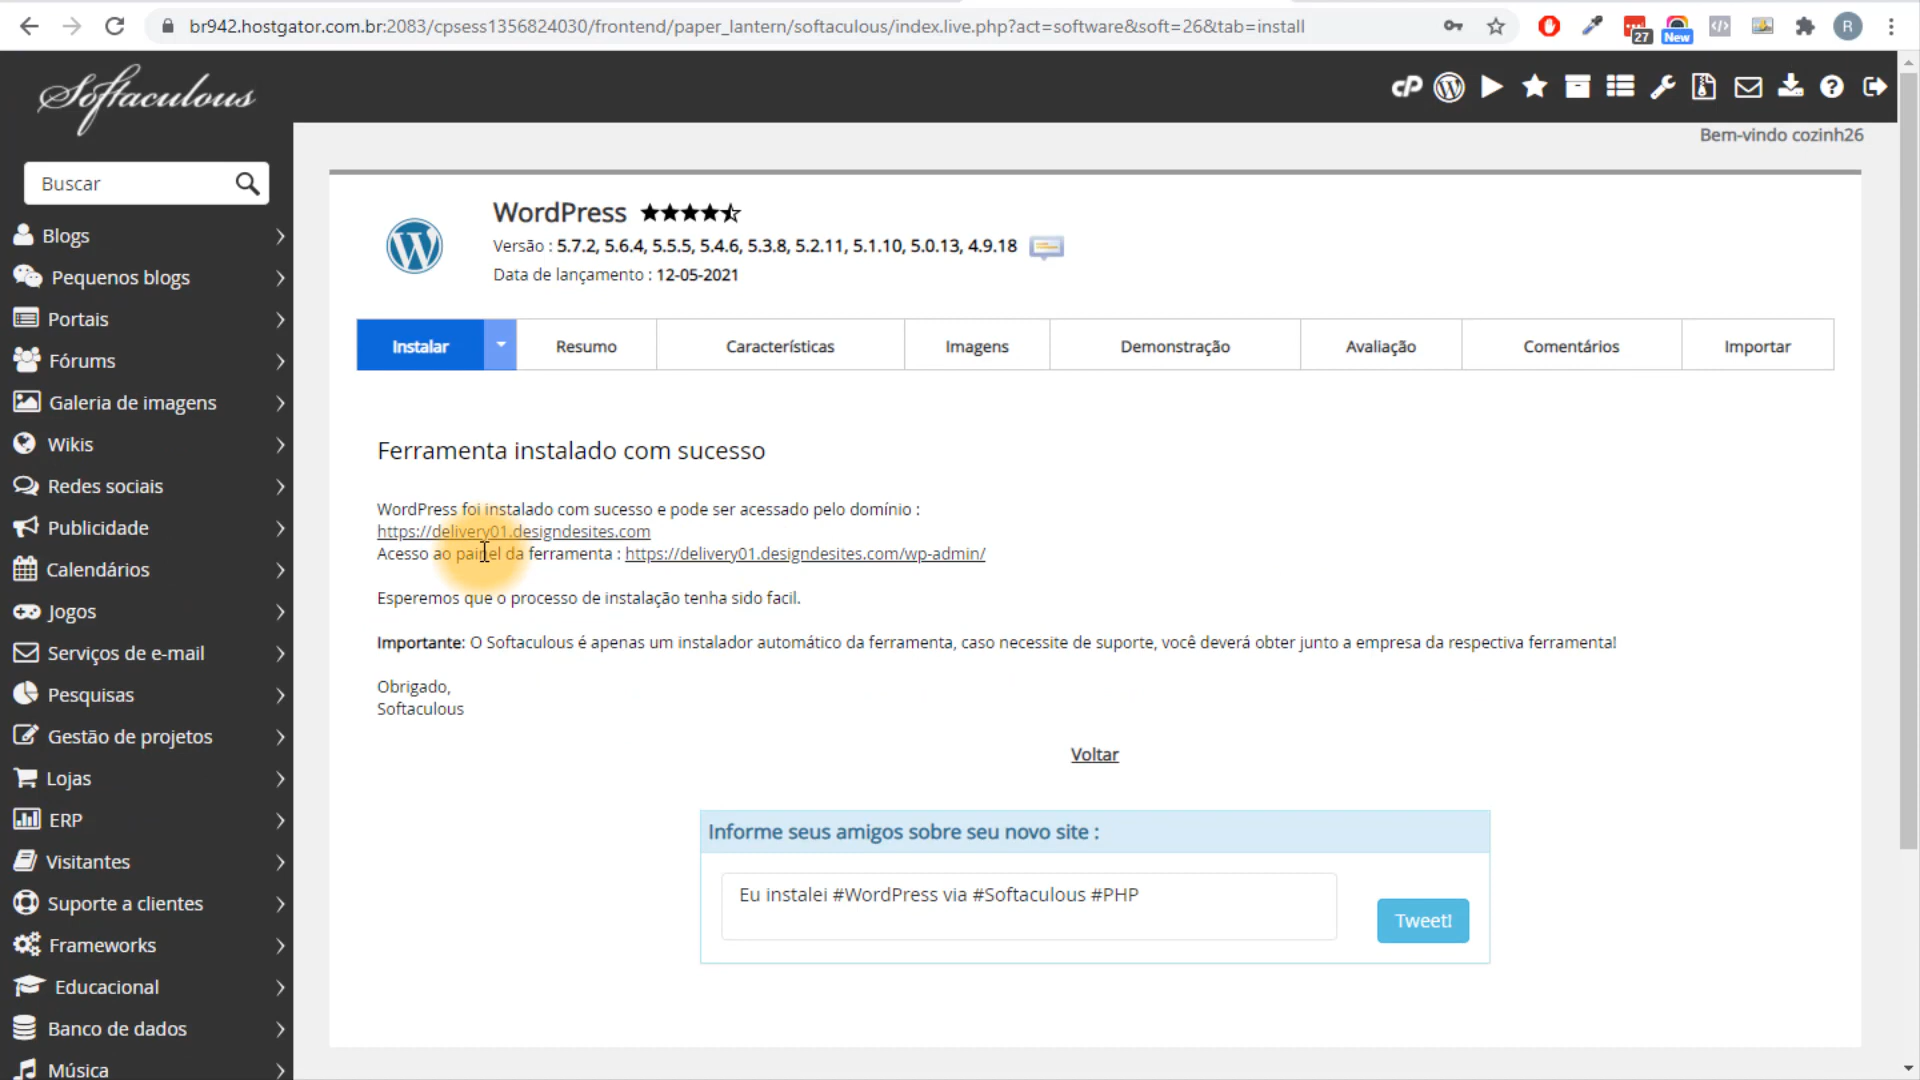 br942.hostgator.com.br:2083/cpsess1356824030/frontend/paper_lantern/softaculous/index.live.php?act=software&soft=26&tab=install
27
New
R
Softaculous
cP
Bem-vindo cozinh26
Buscar
Blogs
Pequenos blogs
Portais
Fórums
Galeria de imagens
Wikis
Redes sociais
Publicidade
Calendários
Jogos
Serviços de e-mail
Pesquisas
Gestão de projetos
Lojas
ERP
Visitantes
Suporte a clientes
Frameworks
Educacional
Banco de dados
Música
WordPress
Versão : 5.7.2, 5.6.4, 5.5.5, 5.4.6, 5.3.8, 5.2.11, 5.1.10, 5.0.13, 4.9.18
Data de lançamento : 12-05-2021
Instalar
Resumo
Características
Imagens
Demonstração
Avaliação
Comentários
Importar
Ferramenta instalado com sucesso
WordPress foi instalado com sucesso e pode ser acessado pelo domínio :
https://delivery01.designdesites.com
Acesso ao painel da ferramenta : https://delivery01.designdesites.com/wp-admin/
Esperemos que o processo de instalação tenha sido facil.
Importante: O Softaculous é apenas um instalador automático da ferramenta, caso necessite de suporte, você deverá obter junto a empresa da respectiva ferramenta!
Obrigado,
Softaculous
Voltar
Informe seus amigos sobre seu novo site :
Eu instalei #WordPress via #Softaculous #PHP
Tweet!